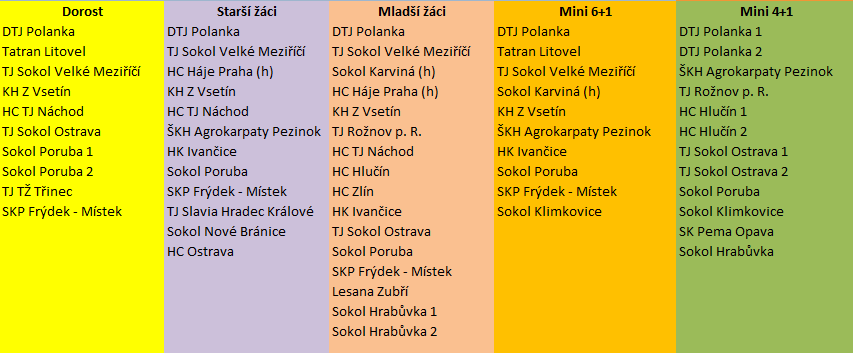 Dorost
DTJ Polanka
Tatran Litovel
TJ Sokol Velké Meziříčí
KH Z Vsetín
HC TJ Náchod
TJ Sokol Ostrava
Sokol Poruba 1
Sokol Poruba 2
TJ TŽ Třinec
SKP Frýdek - Místek
Starší žáci
DTJ Polanka
TJ Sokol Velké Meziříčí
HC Háje Praha (h)
KH Z Vsetín
HC TJ Náchod
ŠKH Agrokarpaty Pezinok
HK Ivančice
Sokol Poruba
SKP Frýdek - Místek
TJ Slavia Hradec Králové
Sokol Nové Bránice
HC Ostrava
Mladší žáci
DTJ Polanka
TJ Sokol Velké Meziříčí
Sokol Karviná (h)
HC Háje Praha (h)
KH Z Vsetín
TJ Rožnov p. R.
HC TJ Náchod
HC Hlučín
HC Zlín
HK Ivančice
TJ Sokol Ostrava
Sokol Poruba
SKP Frýdek - Místek
Lesana Zubří
Sokol Hrabůvka 1
Sokol Hrabůvka 2
Mini 6+1
DTJ Polanka
Tatran Litovel
TJ Sokol Velké Meziříčí
Sokol Karviná (h)
KH Z Vsetín
ŠKH Agrokarpaty Pezinok
HK Ivančice
Sokol Poruba
SKP Frýdek - Místek
Sokol Klimkovice
Mini 4+1
DTJ Polanka 1
DTJ Polanka 2
ŠKH Agrokarpaty Pezinok
TJ Rožnov p. R.
HC Hlučín 1
HC Hlučín 2
TJ Sokol Ostrava 1
TJ Sokol Ostrava 2
Sokol Poruba
Sokol Klimkovice
SK Pema Opava
Sokol Hrabůvka